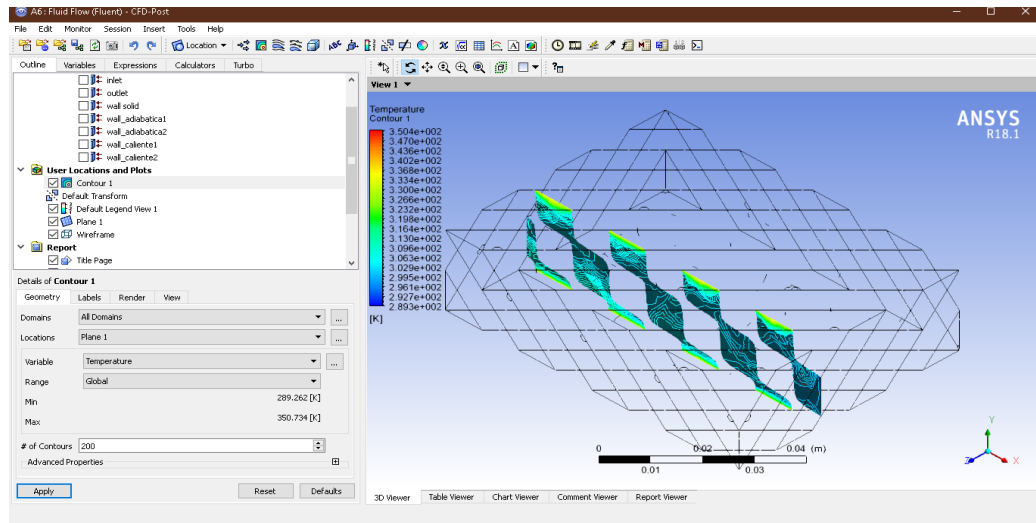 A6 : Fluid Flow (Fluent) - CFD-Post
File Edit Monitor Session Insert Tools Help
Location
Outline Variables Expressions Calculators Turbo
inlet
outlet
wall solid
wall_adiabatica1
wall_adiabatica2
wall_caliente1
wall_caliente2
User Locations and Plots
Contour 1
Default Transform
Default Legend View 1
Plane 1
Wireframe
Report
Title Page
Details of Contour 1
Geometry Labels Render View
Domains All Domains ...
Locations Plane 1 ...
Variable Temperature ...
Range Global
Min 289.262 [K]
Max 350.734 [K]
# of Contours 200
Advanced Properties
Apply Reset Defaults
View 1
Temperature
Contour 1
3.504e+002
3.470e+002
3.436e+002
3.402e+002
3.368e+002
3.334e+002
3.300e+002
3.266e+002
3.232e+002
3.198e+002
3.164e+002
3.130e+002
3.096e+002
3.063e+002
3.029e+002
2.995e+002
2.961e+002
2.927e+002
2.893e+002
[K]
ANSYS
R18.1
0 0.02 0.04 (m)
0.01 0.03
Y
Z X
3D Viewer Table Viewer Chart Viewer Comment Viewer Report Viewer